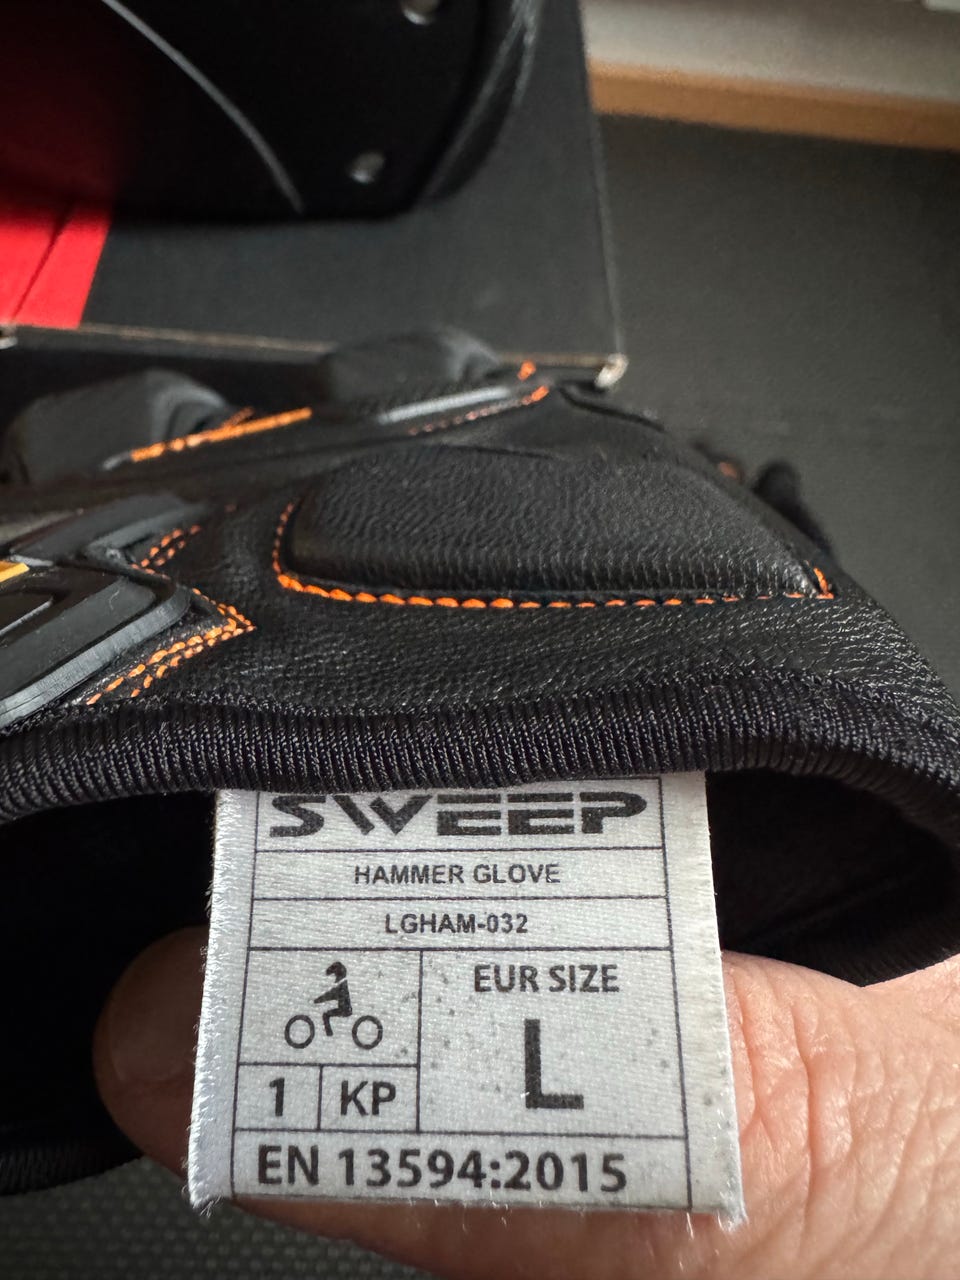 SWEEP
HAMMER GLOVE
LGHAM-032
EUR SIZE
L
1 KP
EN 13594:2015